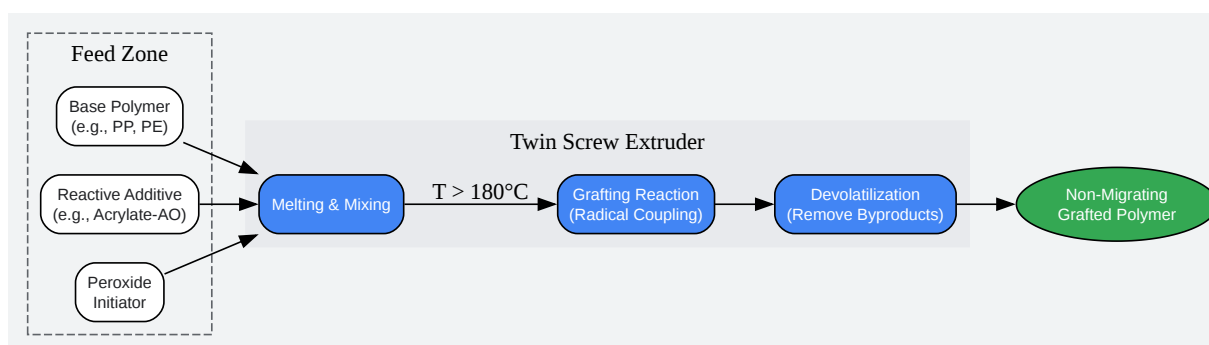 Feed Zone
Base Polymer
(e.g., PP, PE)
Reactive Additive
(e.g., Acrylate-AO)
Peroxide
Initiator
Twin Screw Extruder
Melting & Mixing
T > 180°C
Grafting Reaction
(Radical Coupling)
Devolatilization
(Remove Byproducts)
Non-Migrating
Grafted Polymer